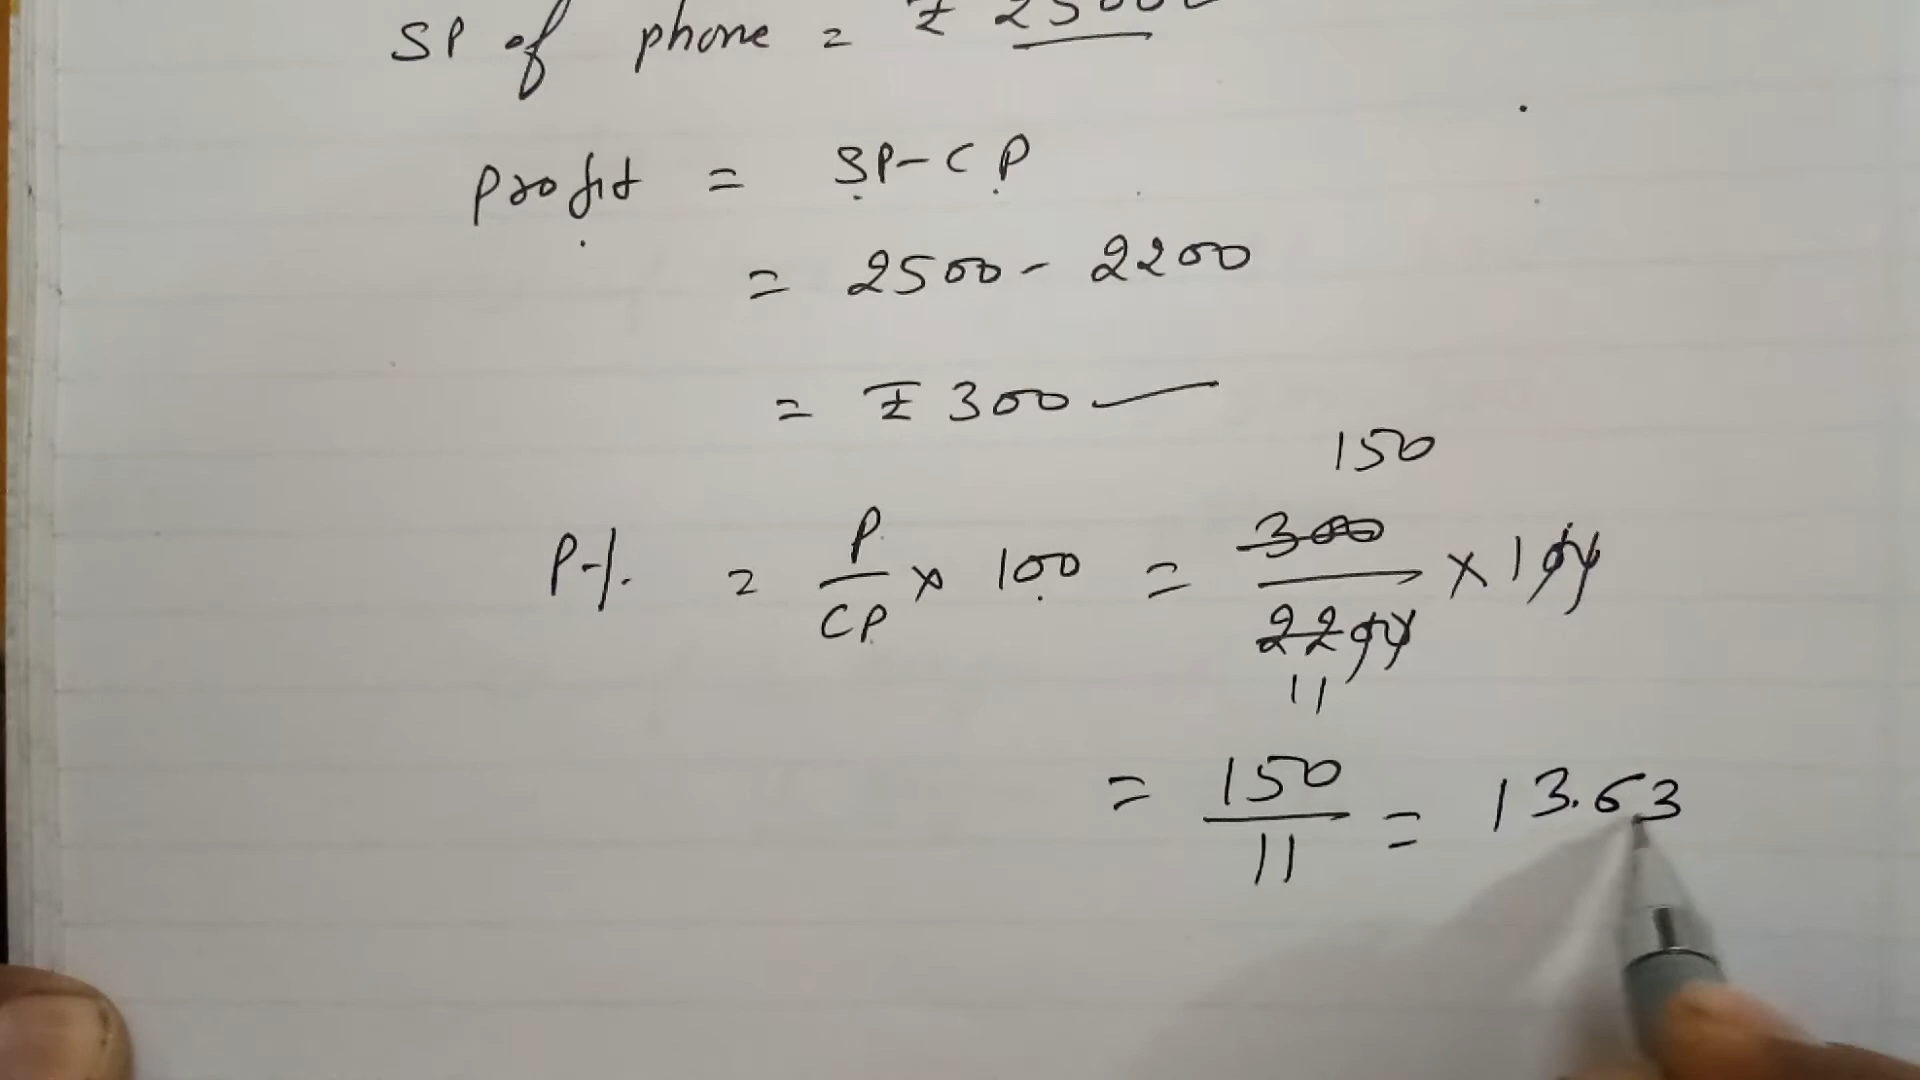 SP of phone = ₹ 2500
Profit = SP - CP
= 2500 - 2200
= ₹ 300
150
P-/. = P/CP × 100 = 300/2200 × 100
11
= 150/11 = 13.63